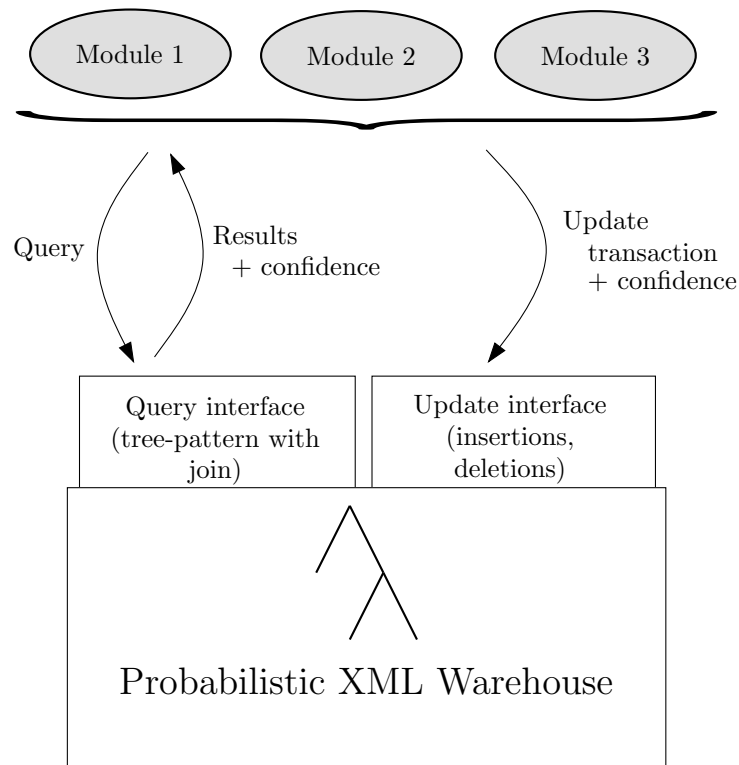 Module 1
Module 2
Module 3
Query
Results
+ confidence
Update
transaction
+ confidence
Query interface
(tree-pattern with
join)
Update interface
(insertions,
deletions)
Probabilistic XML Warehouse